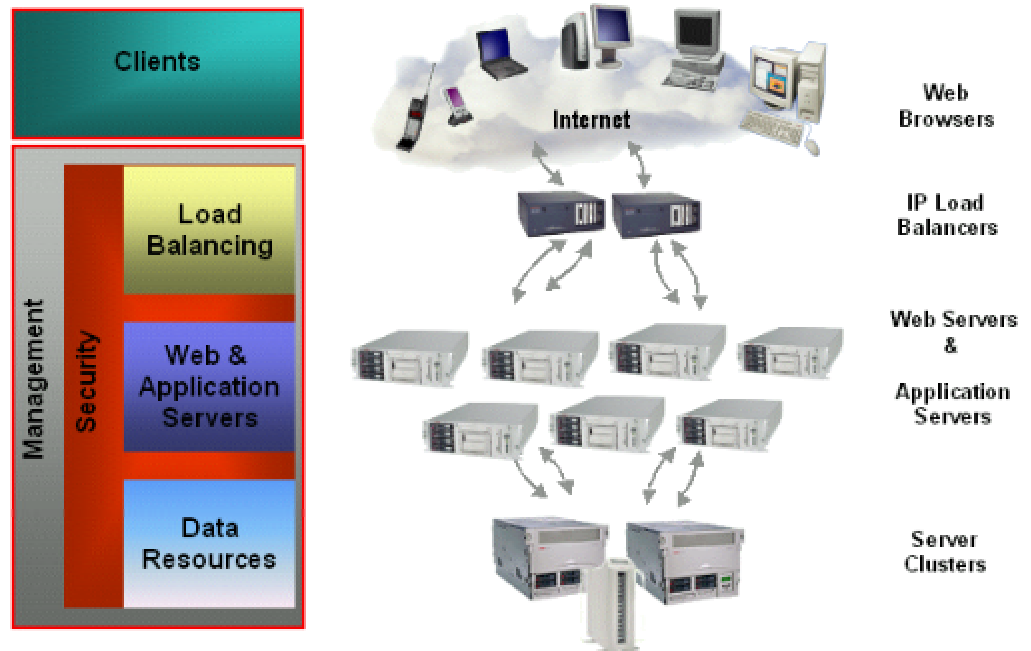 Clients
Load
Balancing
Management
Security
Web &
Application
Servers
Data
Resources
Internet
Web
Browsers
IP Load
Balancers
Web Servers
&
Application
Servers
Server
Clusters